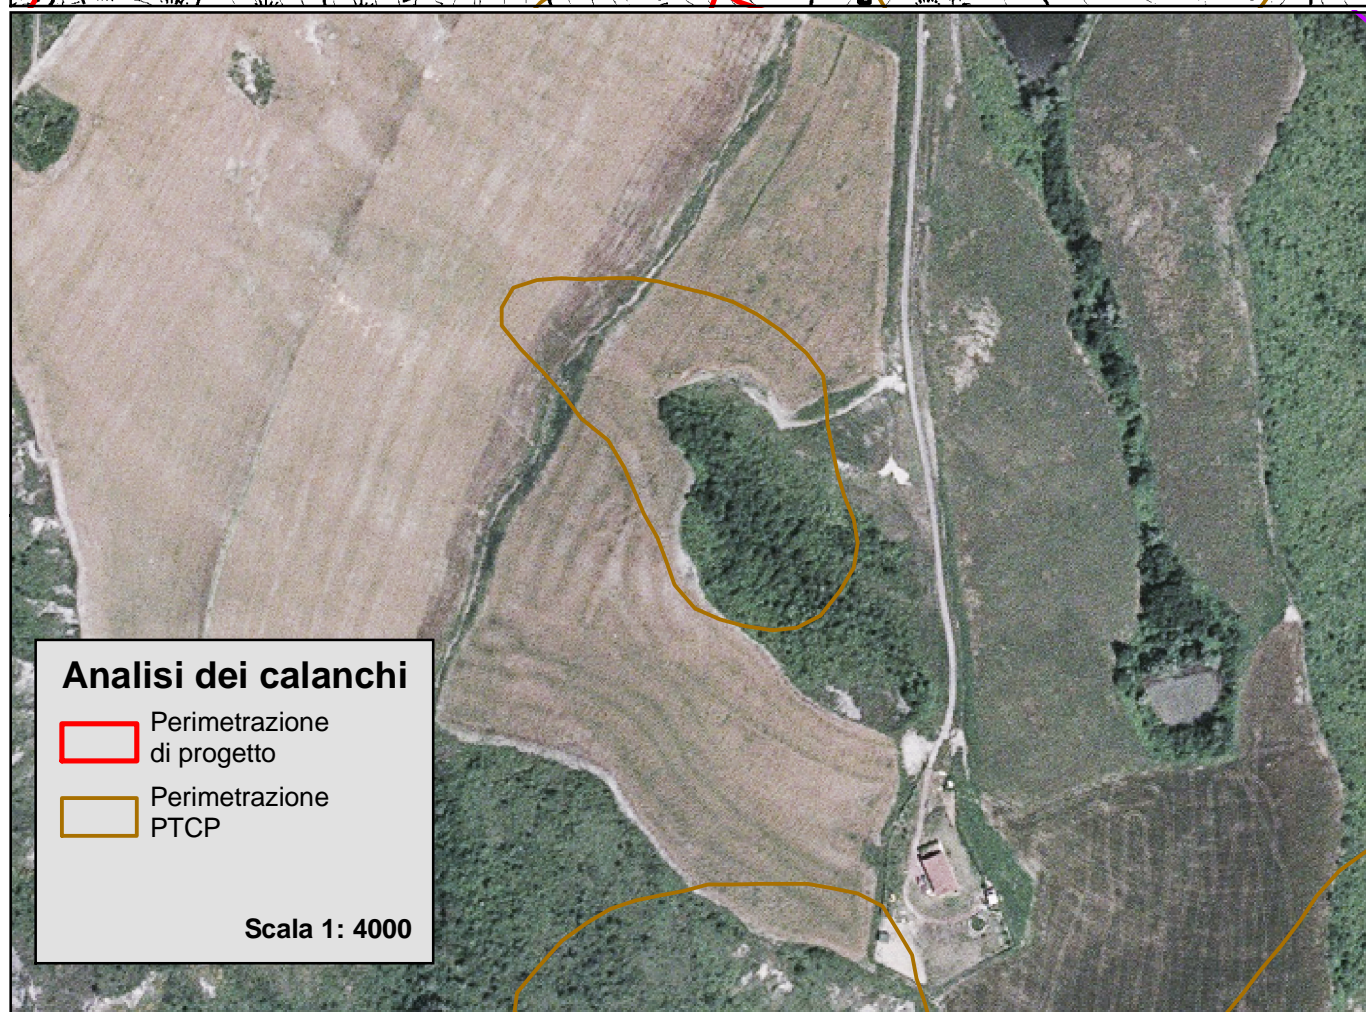 Analisi dei calanchi
Perimetrazione
di progetto
Perimetrazione
PTCP
Scala 1: 4000